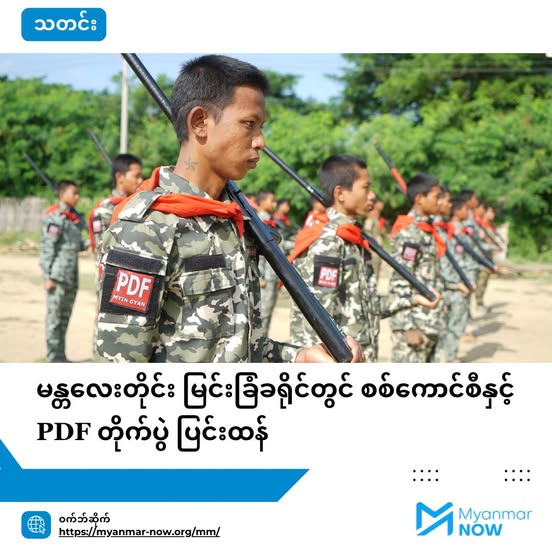 သတင်း
PDF
MYIN GYAN
PDF
မန္တလေးတိုင်း မြင်းခြံခရိုင်တွင် စစ်ကောင်စီနှင့်
PDF တိုက်ပွဲ ပြင်းထန်
ဝက်ဘ်ဆိုက်
https://myanmar-now.org/mm/
Myanmar
NOW